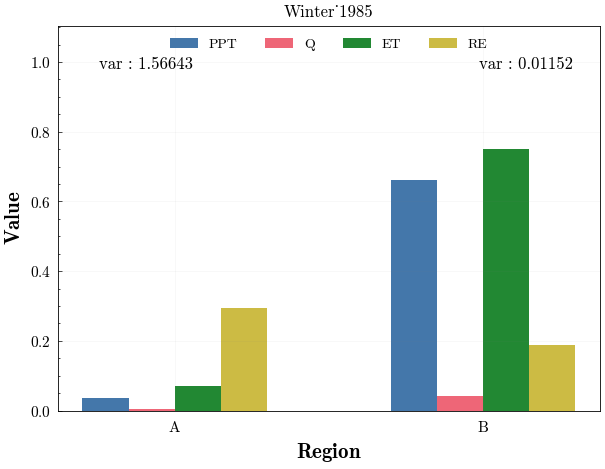 Winter˙1985
PPT Q ET RE
var : 1.56643 var : 0.01152
1.0
0.8
0.6
0.4
0.2
0.0
Value
A B
Region